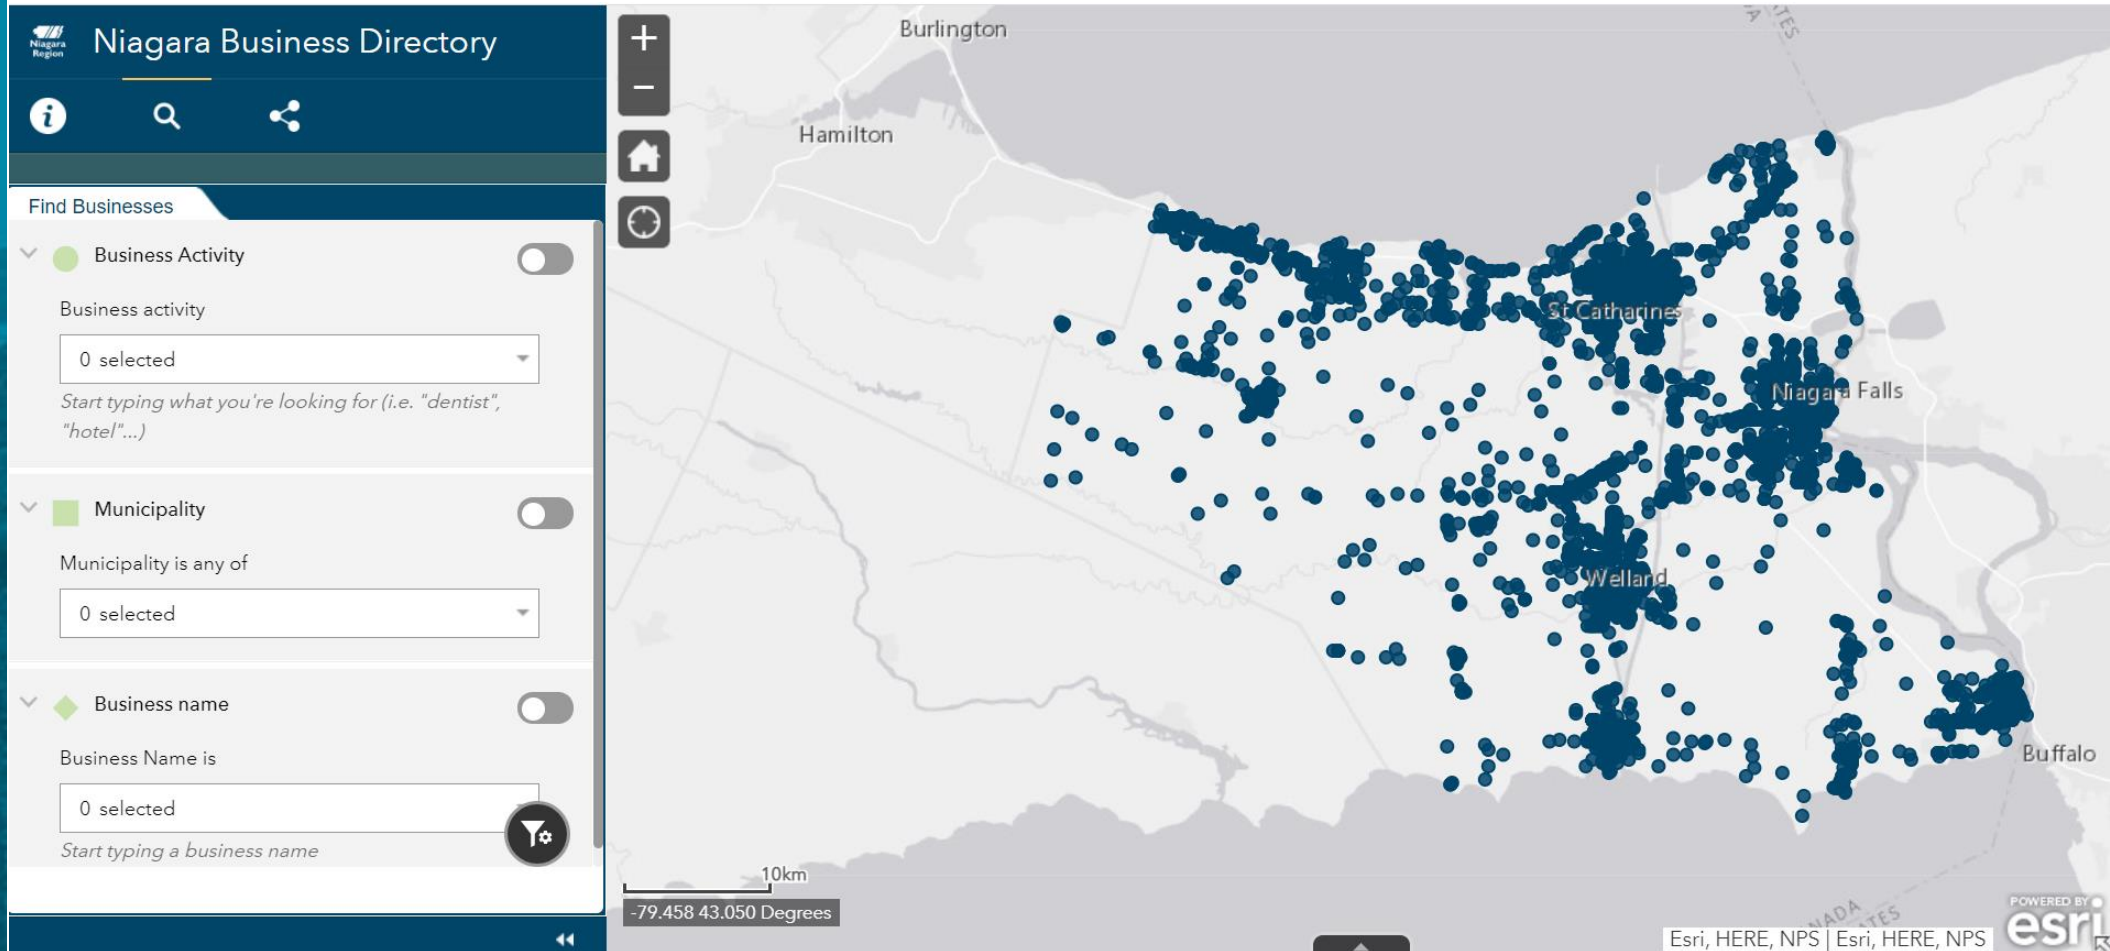 Niagara Region
Niagara Business Directory
Find Businesses
Business Activity
Business activity
0 selected
Start typing what you're looking for (i.e. "dentist",
"hotel"...)
Municipality
Municipality is any of
0 selected
Business name
Business Name is
0 selected
Start typing a business name
+
−
Burlington
Hamilton
St Catharines
Niagara Falls
Welland
Buffalo
10km
-79.458 43.050 Degrees
Esri, HERE, NPS | Esri, HERE, NPS
POWERED BY
esri